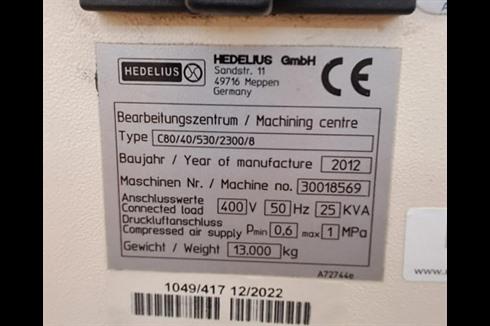 HEDELIUS
HEDELIUS GmbH
Sandstr. 11
49716 Meppen
Germany
CE
Bearbeitungszentrum / Machining centre
Type C80/40/530/2300/8
Baujahr / Year of manufacture 2012
Maschinen Nr. / Machine no. 30018569
Anschlusswerte
Connected load 400 V 50 Hz 25 KVA
Druckluftanschluss
Compressed air supply Pmin 0,6 max 1 MPa
Gewicht / Weight 13.000 kg
A72744e
1049/417 12/2022